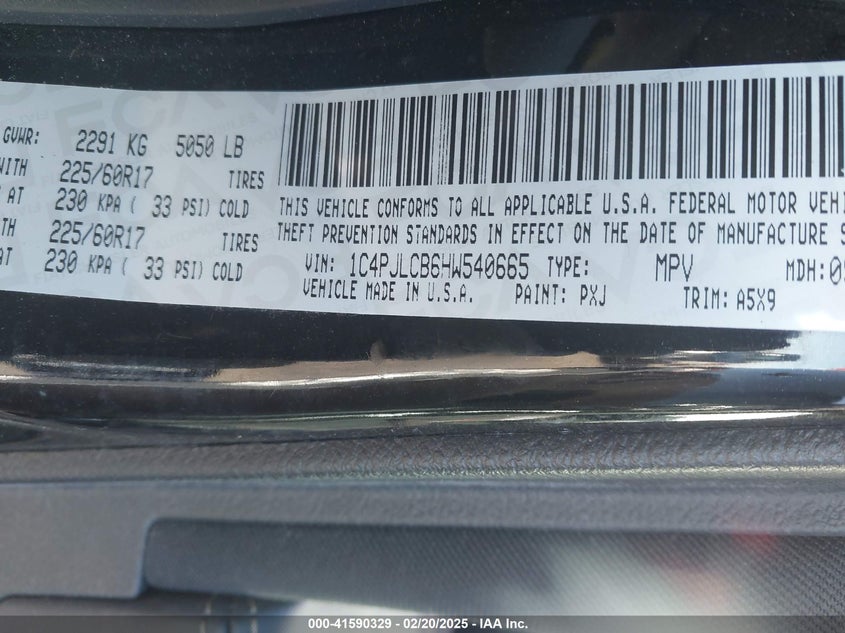 GVWR: 2291 KG 5050 LB
WITH 225/60R17 TIRES
AT 230 KPA ( 33 PSI) COLD
225/60R17 TIRES
AT 230 KPA ( 33 PSI) COLD
THIS VEHICLE CONFORMS TO ALL APPLICABLE U.S.A. FEDERAL MOTOR VEHI
THEFT PREVENTION STANDARDS IN EFFECT ON THE DATE OF MANUFACTURE S
VIN: 1C4PJLCB6HW540665 TYPE: MPV MDH:
VEHICLE MADE IN U.S.A. PAINT: PXJ TRIM: A5X9
000-41590329 - 02/20/2025 - IAA Inc.